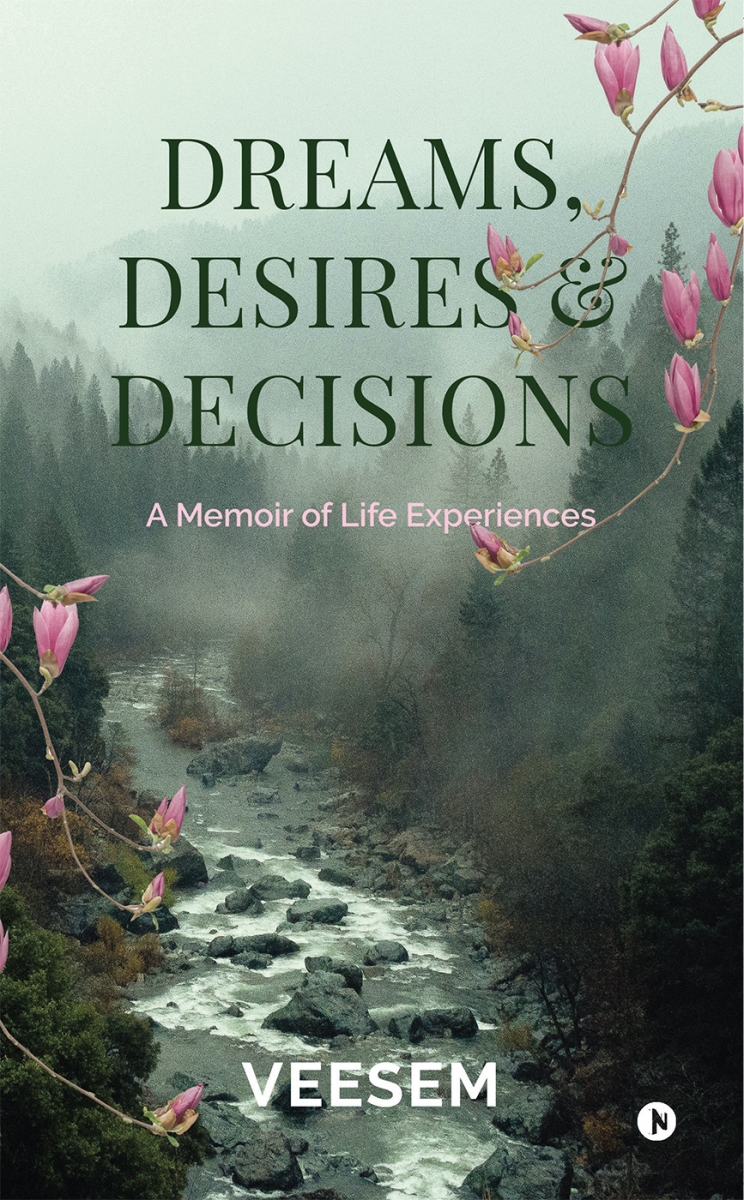 DREAMS,
DESIRES &
DECISIONS
A Memoir of Life Experiences
VEESEM
N